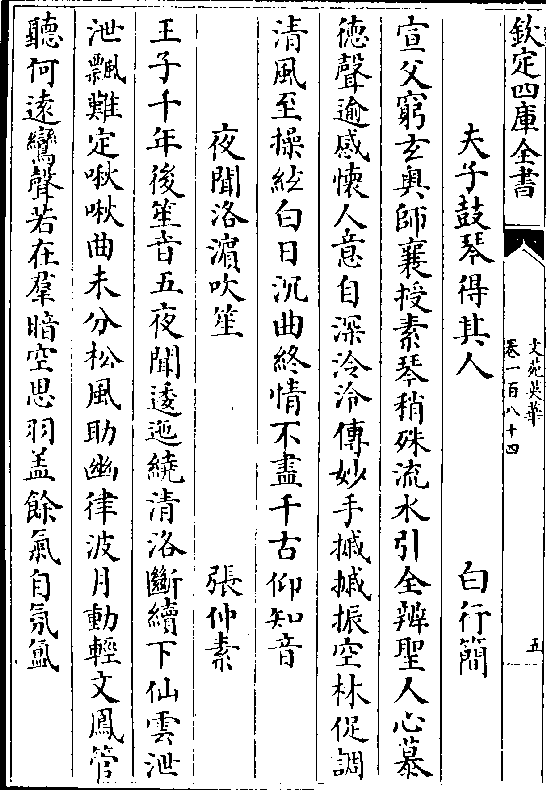 欽定四庫全書
文苑英華
卷一百八十四
五
夫子鼓琴得其人　白行簡
宣父窮玄奥師襄授素琴稍殊流水引全辨聖人心慕
德聲逾感懷人意自深泠泠傳妙手摵摵振空林促調
清風至操絃白日沉曲終情不盡千古仰知音
夜聞洛濵吹笙　張仲素
王子千年後笙音五夜聞逶迤繞清洛斷續下仙雲泄
泄飄難定啾啾曲未分松風助幽律波月動輕文鳳管
聽何遠鸞聲若在羣暗空思羽盖餘氣自氛氲